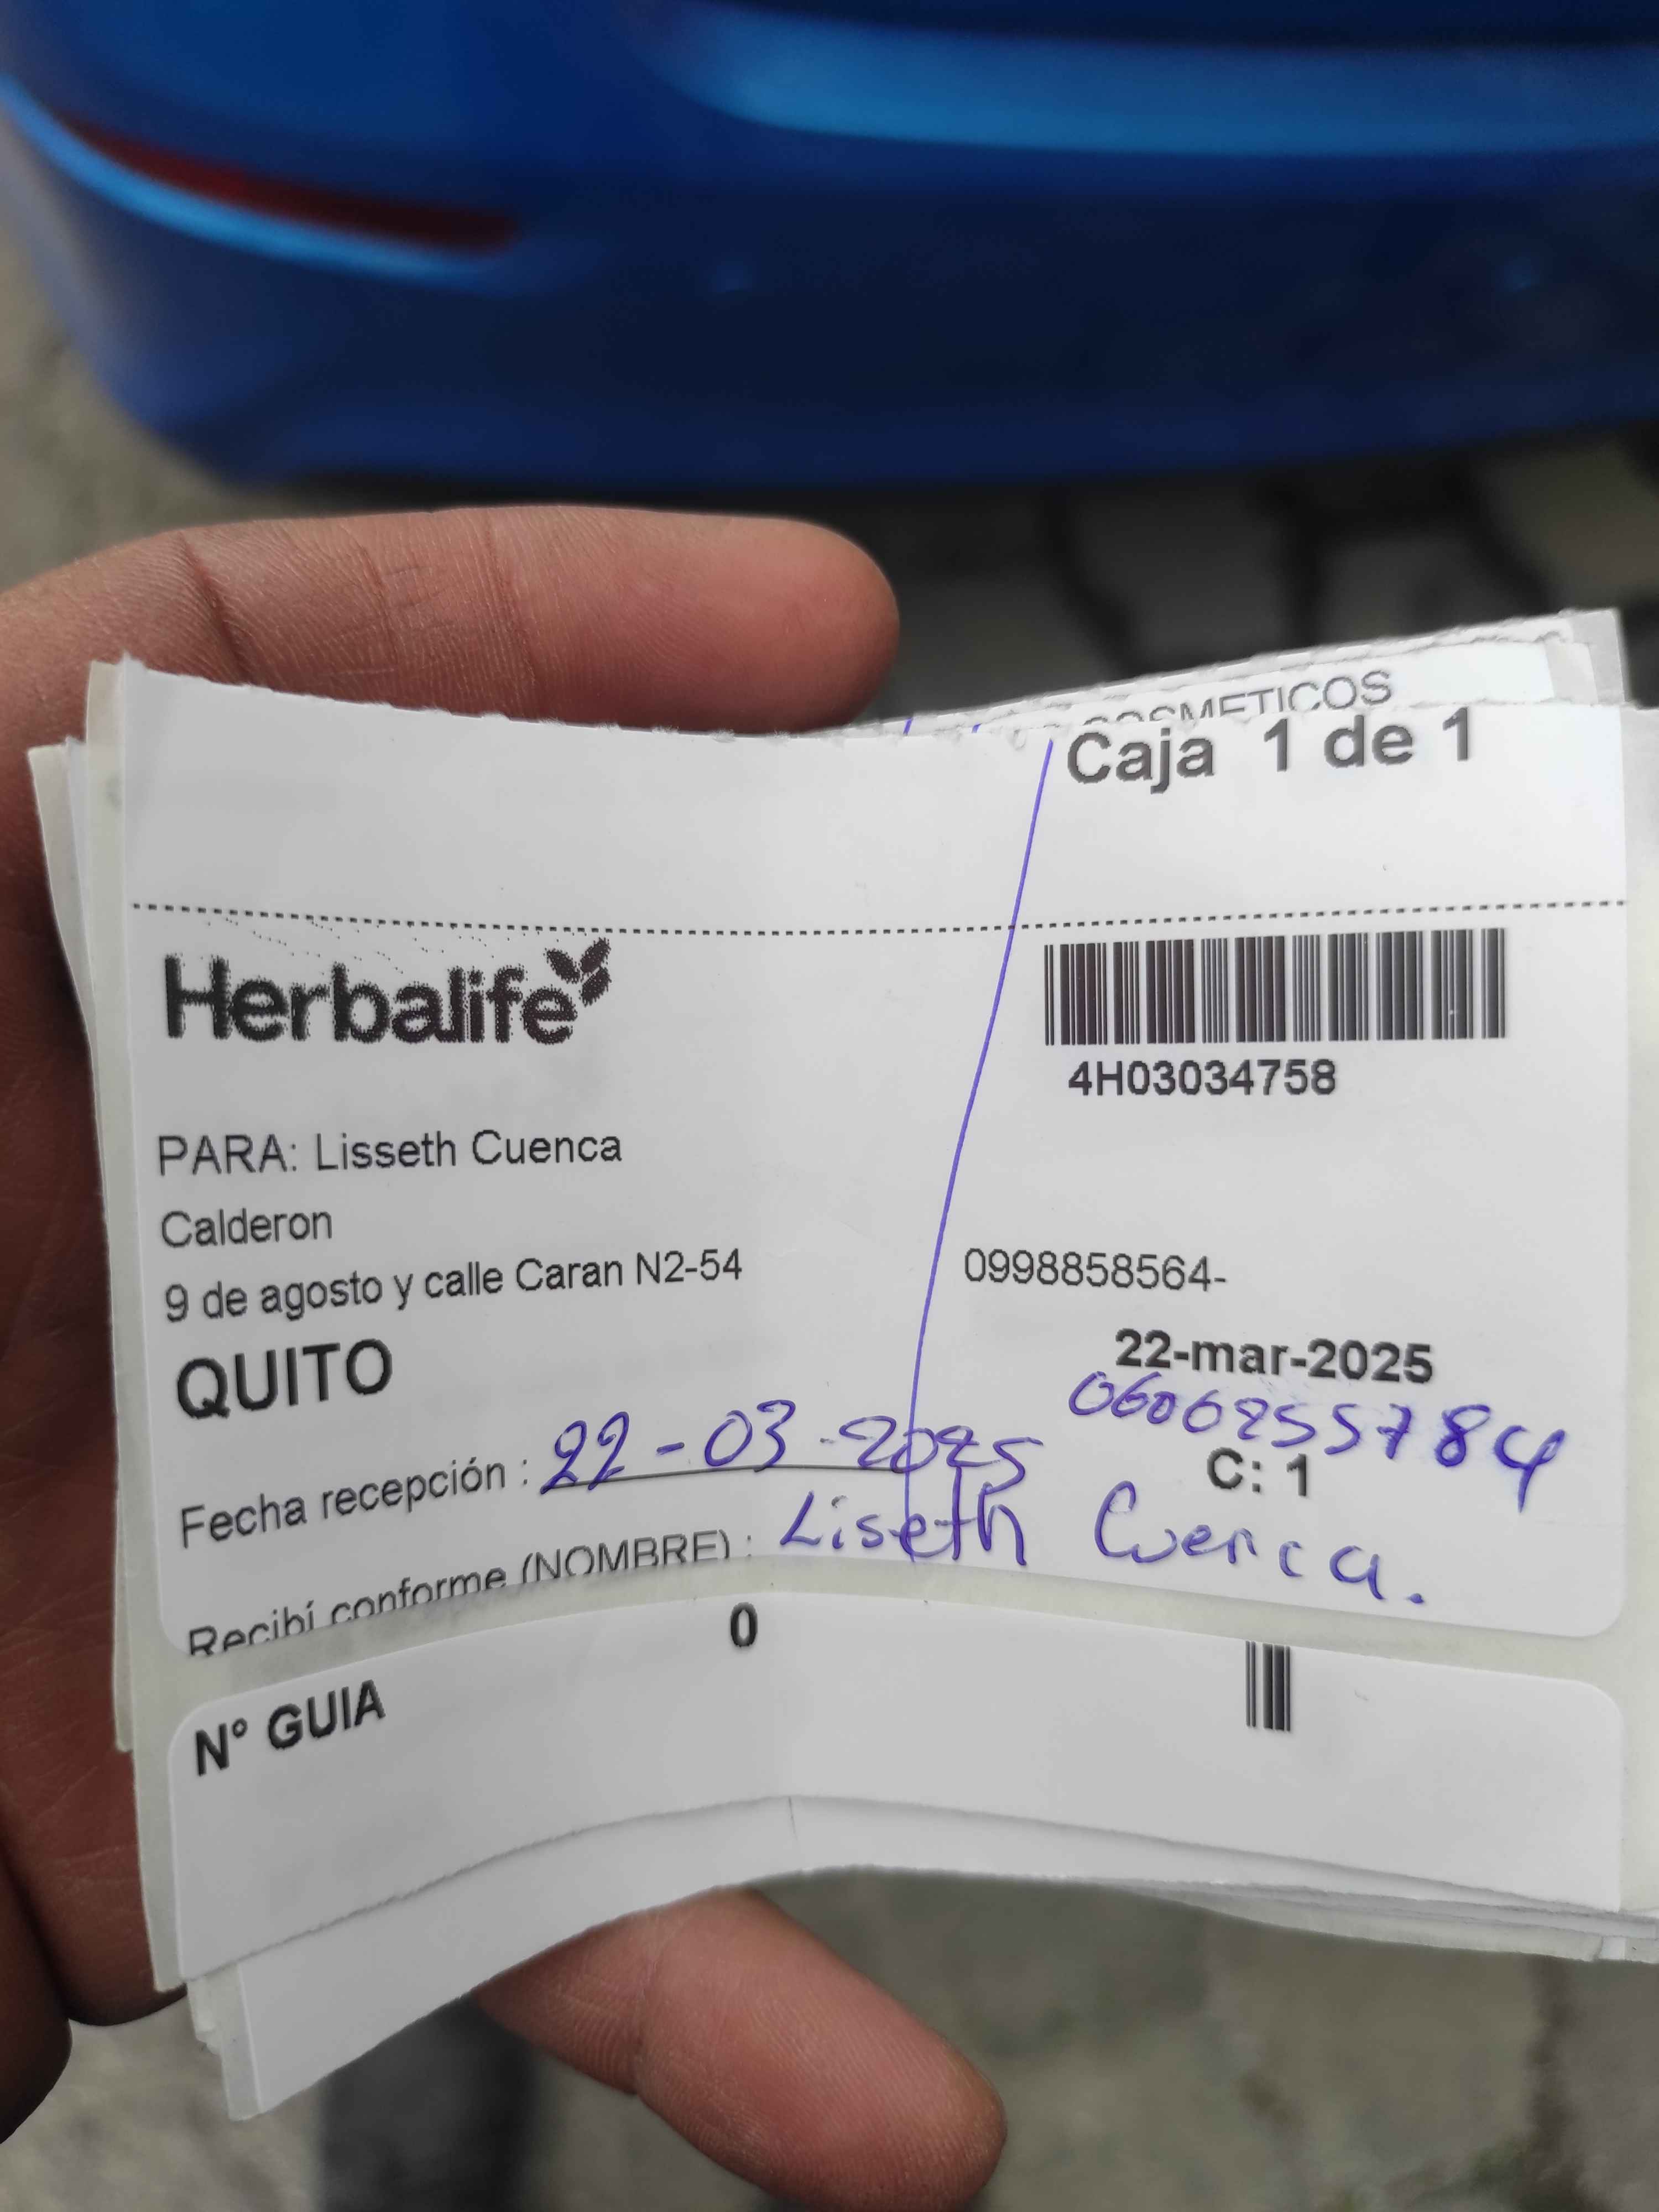 COSMETICOS
Caja 1 de 1
Herbalife
4H03034758
PARA: Lisseth Cuenca
Calderon
9 de agosto y calle Caran N2-54
0998858564-
QUITO
22-mar-2025
0606255784
Fecha recepción : 22-03-2025
C: 1
Recibí conforme (NOMBRE) : Liseth Cuenca.
0
N° GUIA